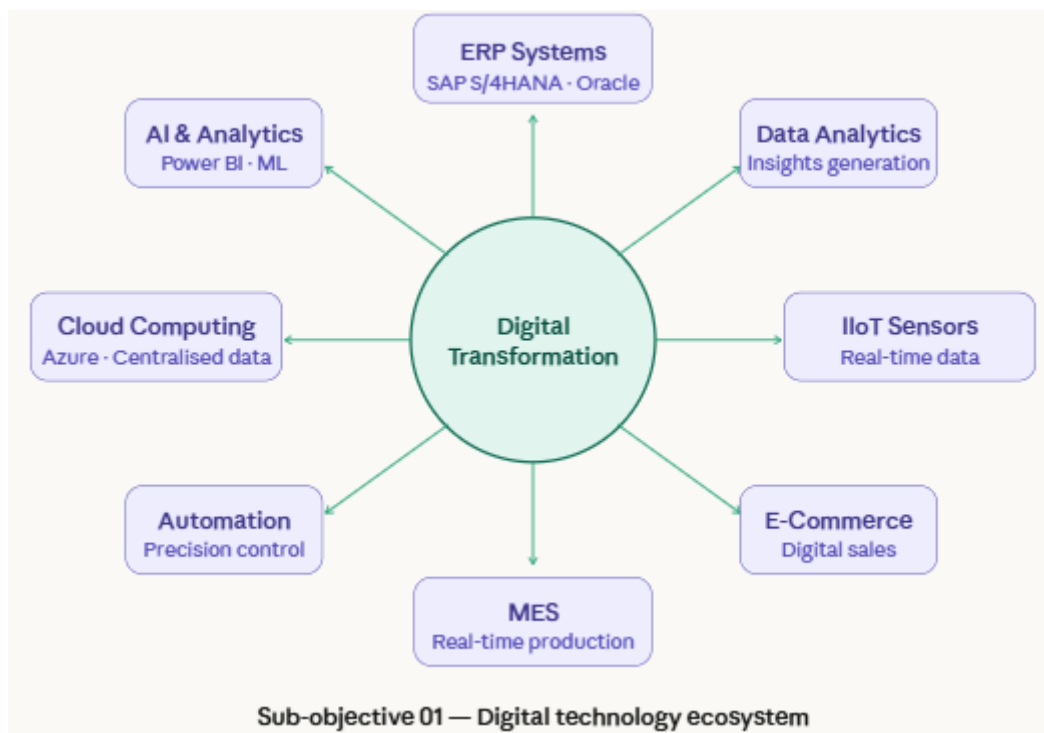 ERP Systems
SAP S/4HANA · Oracle
AI & Analytics
Power BI · ML
Data Analytics
Insights generation
Cloud Computing
Azure · Centralised data
Digital
Transformation
IIoT Sensors
Real-time data
Automation
Precision control
E-Commerce
Digital sales
MES
Real-time production
Sub-objective 01 — Digital technology ecosystem